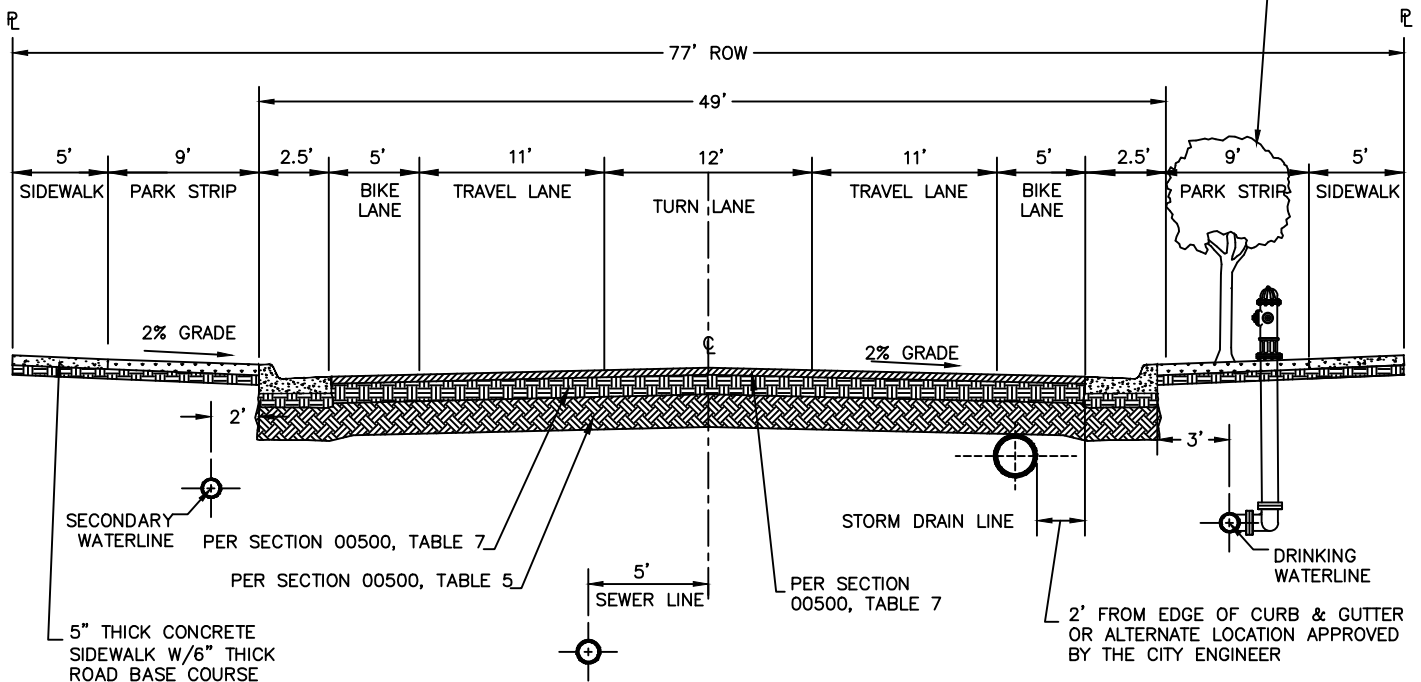 ℞ ℞
77' ROW
49'
5' 9' 2.5' 5' 11' 12' 11' 5' 2.5' 9' 5'
SIDEWALK PARK STRIP BIKE LANE TRAVEL LANE TURN LANE TRAVEL LANE BIKE LANE PARK STRIP SIDEWALK
2% GRADE
℄
2% GRADE
2'
3'
SECONDARY
WATERLINE
PER SECTION 00500, TABLE 7
PER SECTION 00500, TABLE 5
5'
SEWER LINE
PER SECTION
00500, TABLE 7
STORM DRAIN LINE
DRINKING
WATERLINE
2' FROM EDGE OF CURB & GUTTER
OR ALTERNATE LOCATION APPROVED
BY THE CITY ENGINEER
5" THICK CONCRETE
SIDEWALK W/6" THICK
ROAD BASE COURSE